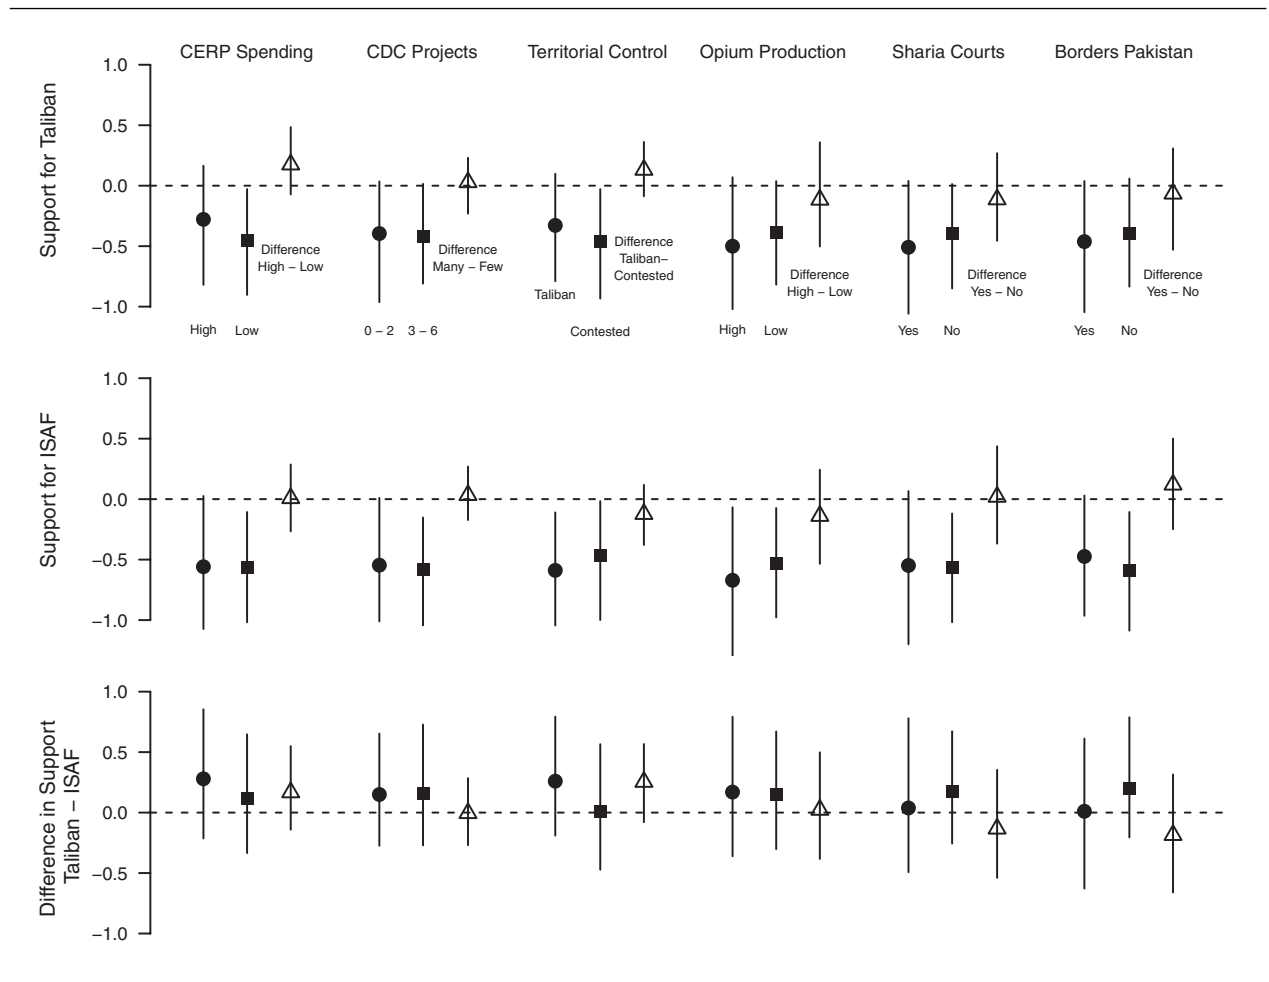 CERP Spending CDC Projects Territorial Control Opium Production Sharia Courts Borders Pakistan
Support for Taliban
1.0
0.5
0.0
−0.5
−1.0
Difference
High − Low
Difference
Many − Few
Difference
Taliban−
Contested
Difference
High − Low
Difference
Yes − No
Difference
Yes − No
Taliban
High Low 0 − 2 3 − 6 Contested High Low Yes No Yes No
Support for ISAF
1.0
0.5
0.0
−0.5
−1.0
Difference in Support
Taliban − ISAF
1.0
0.5
0.0
−0.5
−1.0